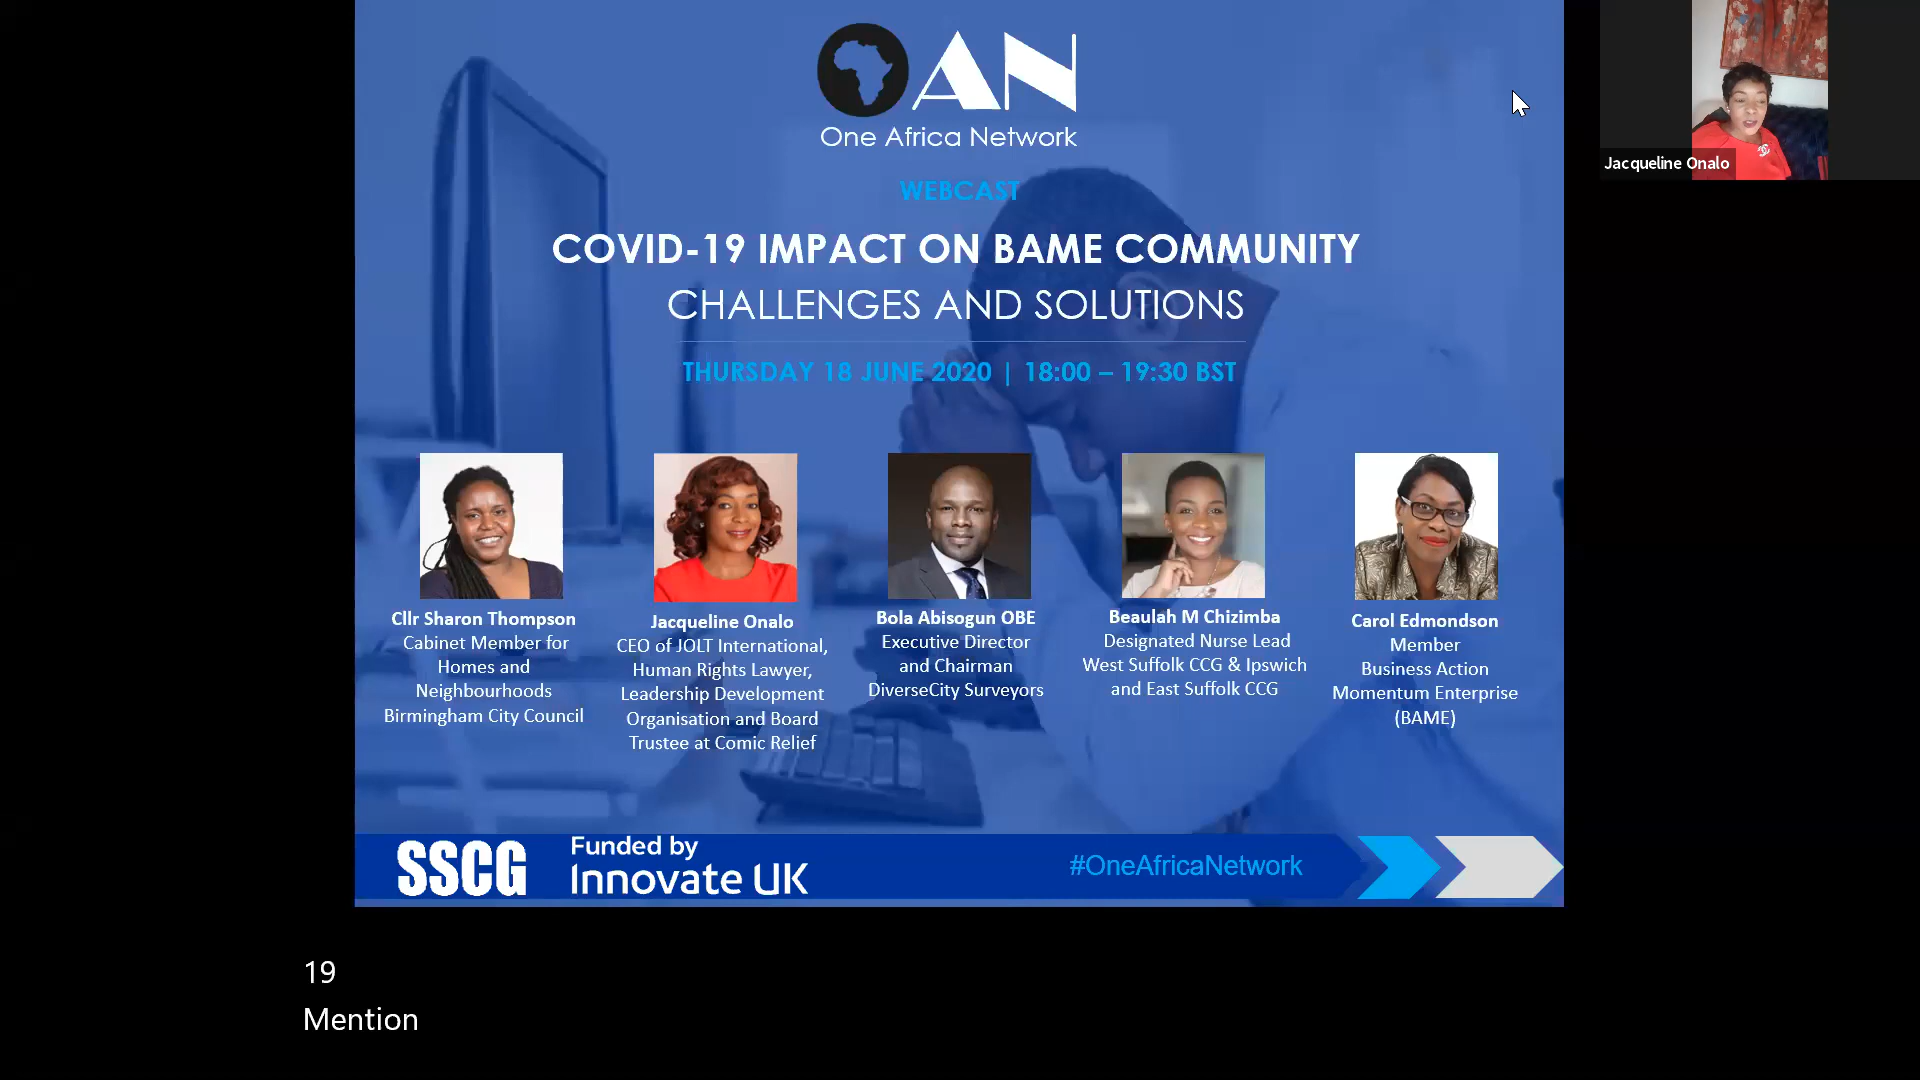 OAN
One Africa Network
WEBCAST
COVID-19 IMPACT ON BAME COMMUNITY
CHALLENGES AND SOLUTIONS
THURSDAY 18 JUNE 2020 | 18:00 – 19:30 BST
Jacqueline Onalo
Cllr Sharon Thompson
Cabinet Member for
Homes and
Neighbourhoods
Birmingham City Council
Jacqueline Onalo
CEO of JOLT International,
Human Rights Lawyer,
Leadership Development
Organisation and Board
Trustee at Comic Relief
Bola Abisogun OBE
Executive Director
and Chairman
DiverseCity Surveyors
Beaulah M Chizimba
Designated Nurse Lead
West Suffolk CCG & Ipswich
and East Suffolk CCG
Carol Edmondson
Member
Business Action
Momentum Enterprise
(BAME)
SSCG
Funded by
Innovate UK
#OneAfricaNetwork
19
Mention